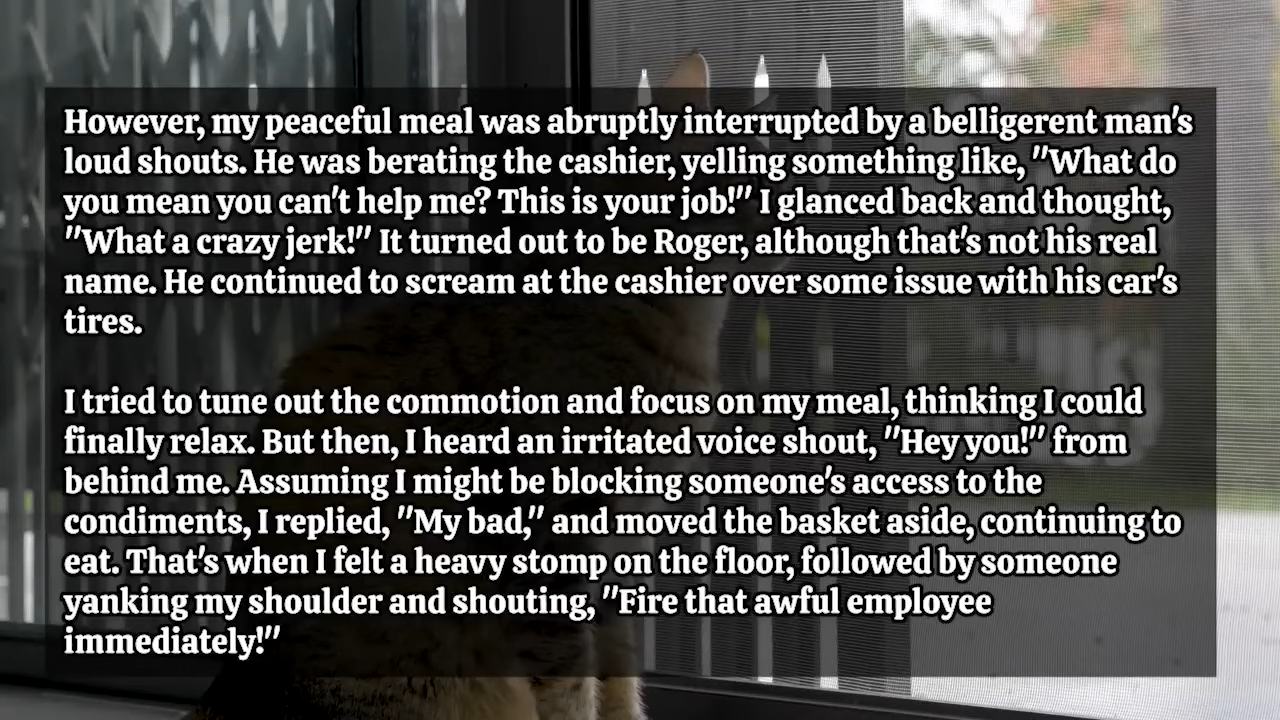 However, my peaceful meal was abruptly interrupted by a belligerent man's
loud shouts. He was berating the cashier, yelling something like, "What do
you mean you can't help me? This is your job!" I glanced back and thought,
"What a crazy jerk!" It turned out to be Roger, although that's not his real
name. He continued to scream at the cashier over some issue with his car's
tires.
I tried to tune out the commotion and focus on my meal, thinking I could
finally relax. But then, I heard an irritated voice shout, "Hey you!" from
behind me. Assuming I might be blocking someone's access to the
condiments, I replied, "My bad," and moved the basket aside, continuing to
eat. That's when I felt a heavy stomp on the floor, followed by someone
yanking my shoulder and shouting, "Fire that awful employee
immediately!"